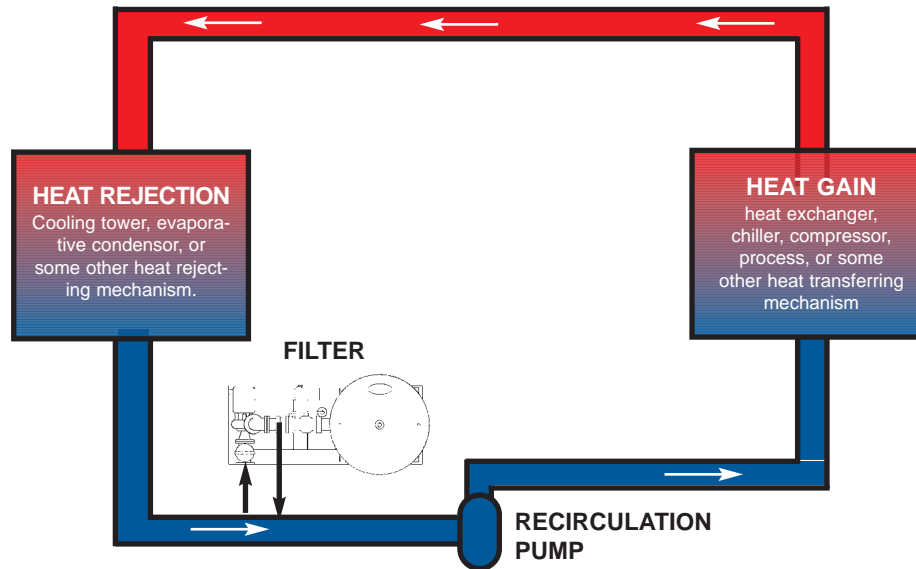 HEAT REJECTION
Cooling tower, evapora-
tive condensor, or
some other heat reject-
ing mechanism.
HEAT GAIN
heat exchanger,
chiller, compressor,
process, or some
other heat transferring
mechanism
FILTER
RECIRCULATION
PUMP